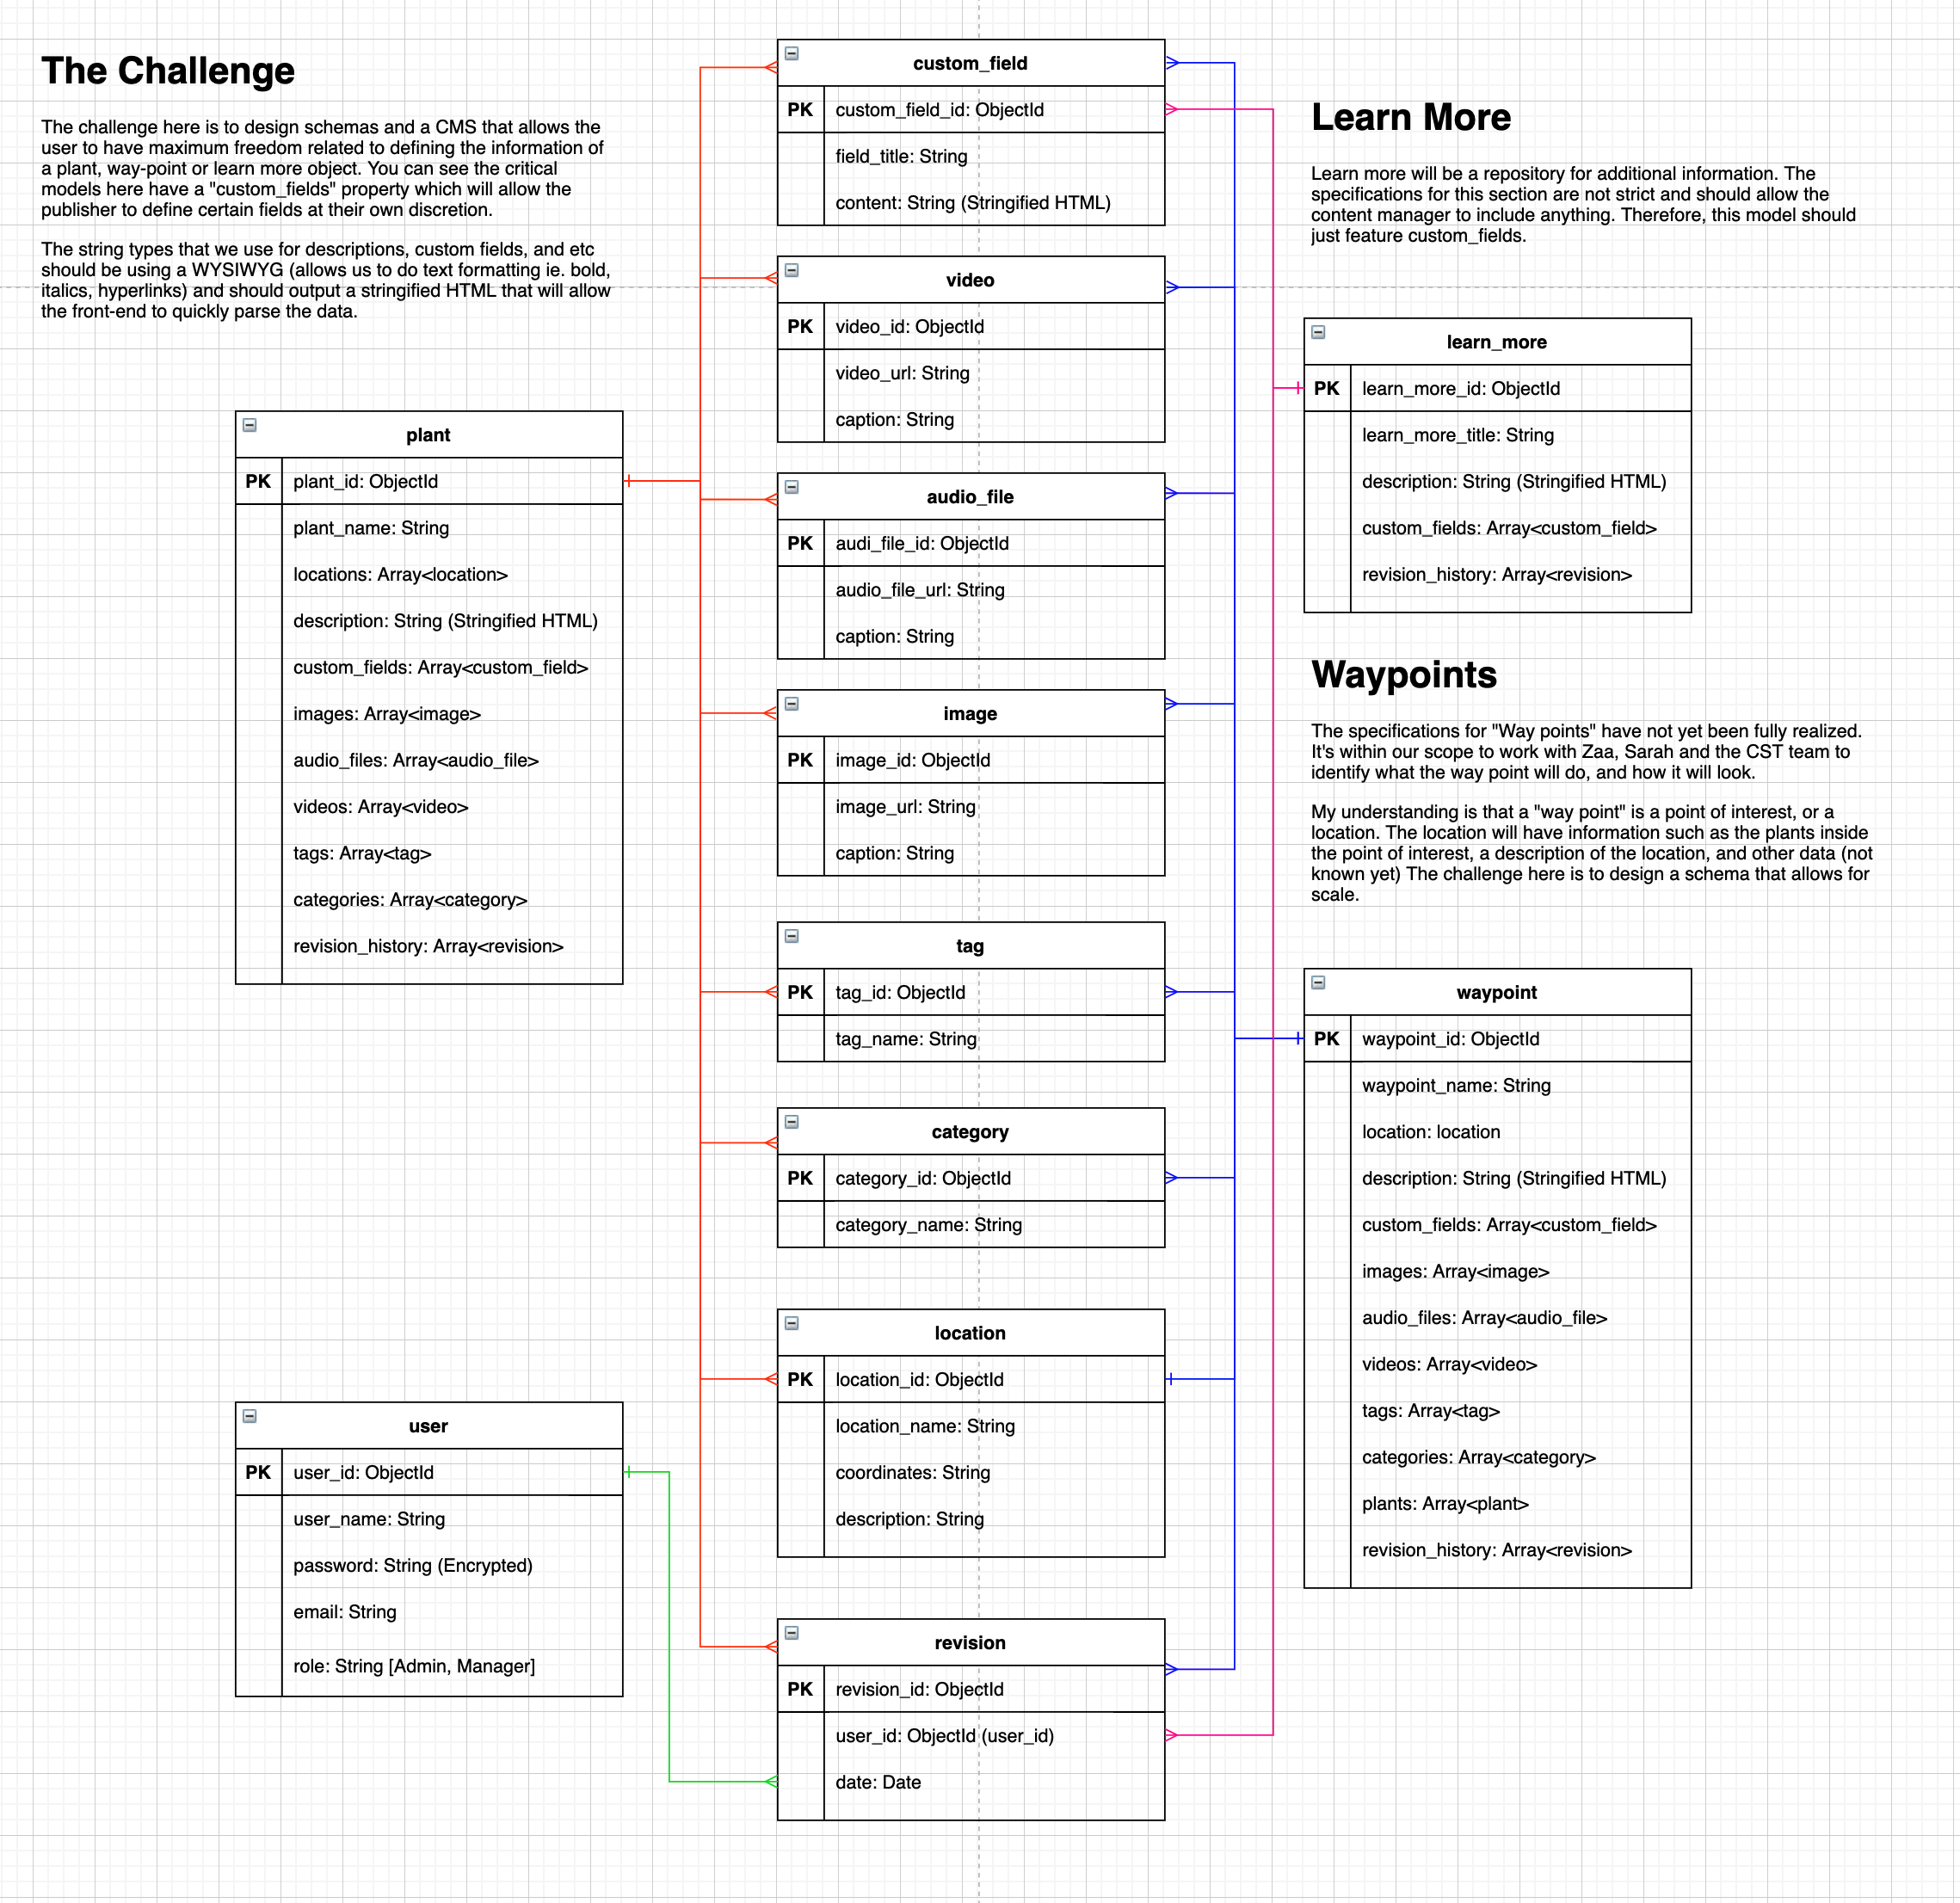 The Challenge
The challenge here is to design schemas and a CMS that allows the
user to have maximum freedom related to defining the information of
a plant, way-point or learn more object. You can see the critical
models here have a "custom_fields" property which will allow the
publisher to define certain fields at their own discretion.
The string types that we use for descriptions, custom fields, and etc
should be using a WYSIWYG (allows us to do text formatting ie. bold,
italics, hyperlinks) and should output a stringified HTML that will allow
the front-end to quickly parse the data.
plant
PK plant_id: ObjectId
plant_name: String
locations: Array<location>
description: String (Stringified HTML)
custom_fields: Array<custom_field>
images: Array<image>
audio_files: Array<audio_file>
videos: Array<video>
tags: Array<tag>
categories: Array<category>
revision_history: Array<revision>
user
PK user_id: ObjectId
user_name: String
password: String (Encrypted)
email: String
role: String [Admin, Manager]
custom_field
PK custom_field_id: ObjectId
field_title: String
content: String (Stringified HTML)
video
PK video_id: ObjectId
video_url: String
caption: String
audio_file
PK audi_file_id: ObjectId
audio_file_url: String
caption: String
image
PK image_id: ObjectId
image_url: String
caption: String
tag
PK tag_id: ObjectId
tag_name: String
category
PK category_id: ObjectId
category_name: String
location
PK location_id: ObjectId
location_name: String
coordinates: String
description: String
revision
PK revision_id: ObjectId
user_id: ObjectId (user_id)
date: Date
Learn More
Learn more will be a repository for additional information. The
specifications for this section are not strict and should allow the
content manager to include anything. Therefore, this model should
just feature custom_fields.
learn_more
PK learn_more_id: ObjectId
learn_more_title: String
description: String (Stringified HTML)
custom_fields: Array<custom_field>
revision_history: Array<revision>
Waypoints
The specifications for "Way points" have not yet been fully realized.
It's within our scope to work with Zaa, Sarah and the CST team to
identify what the way point will do, and how it will look.
My understanding is that a "way point" is a point of interest, or a
location. The location will have information such as the plants inside
the point of interest, a description of the location, and other data (not
known yet) The challenge here is to design a schema that allows for
scale.
waypoint
PK waypoint_id: ObjectId
waypoint_name: String
location: location
description: String (Stringified HTML)
custom_fields: Array<custom_field>
images: Array<image>
audio_files: Array<audio_file>
videos: Array<video>
tags: Array<tag>
categories: Array<category>
plants: Array<plant>
revision_history: Array<revision>